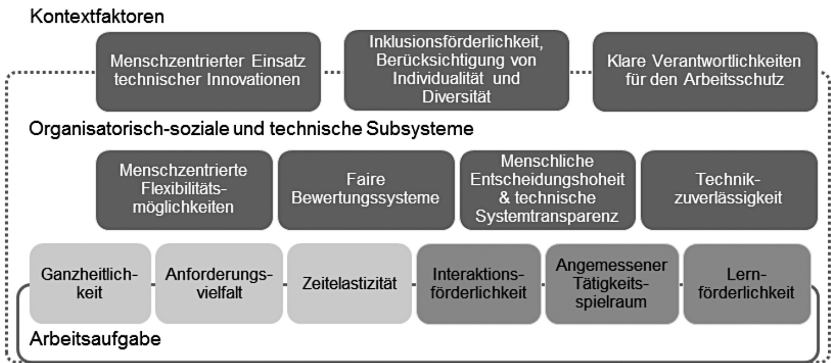 Kontextfaktoren
Menschzentrierter Einsatz
technischer Innovationen
Inklusionsförderlichkeit,
Berücksichtigung von
Individualität und
Diversität
Klare Verantwortlichkeiten
für den Arbeitsschutz
Organisatorisch-soziale und technische Subsysteme
Menschzentrierte
Flexibilitäts-
möglichkeiten
Faire
Bewertungssysteme
Menschliche
Entscheidungshoheit
& technische
Systemtransparenz
Technik-
zuverlässigkeit
Ganzheitlich-
keit
Anforderungs-
vielfalt
Zeitelastizität
Interaktions-
förderlichkeit
Angemessener
Tätigkeits-
spielraum
Lern-
förderlichkeit
Arbeitsaufgabe